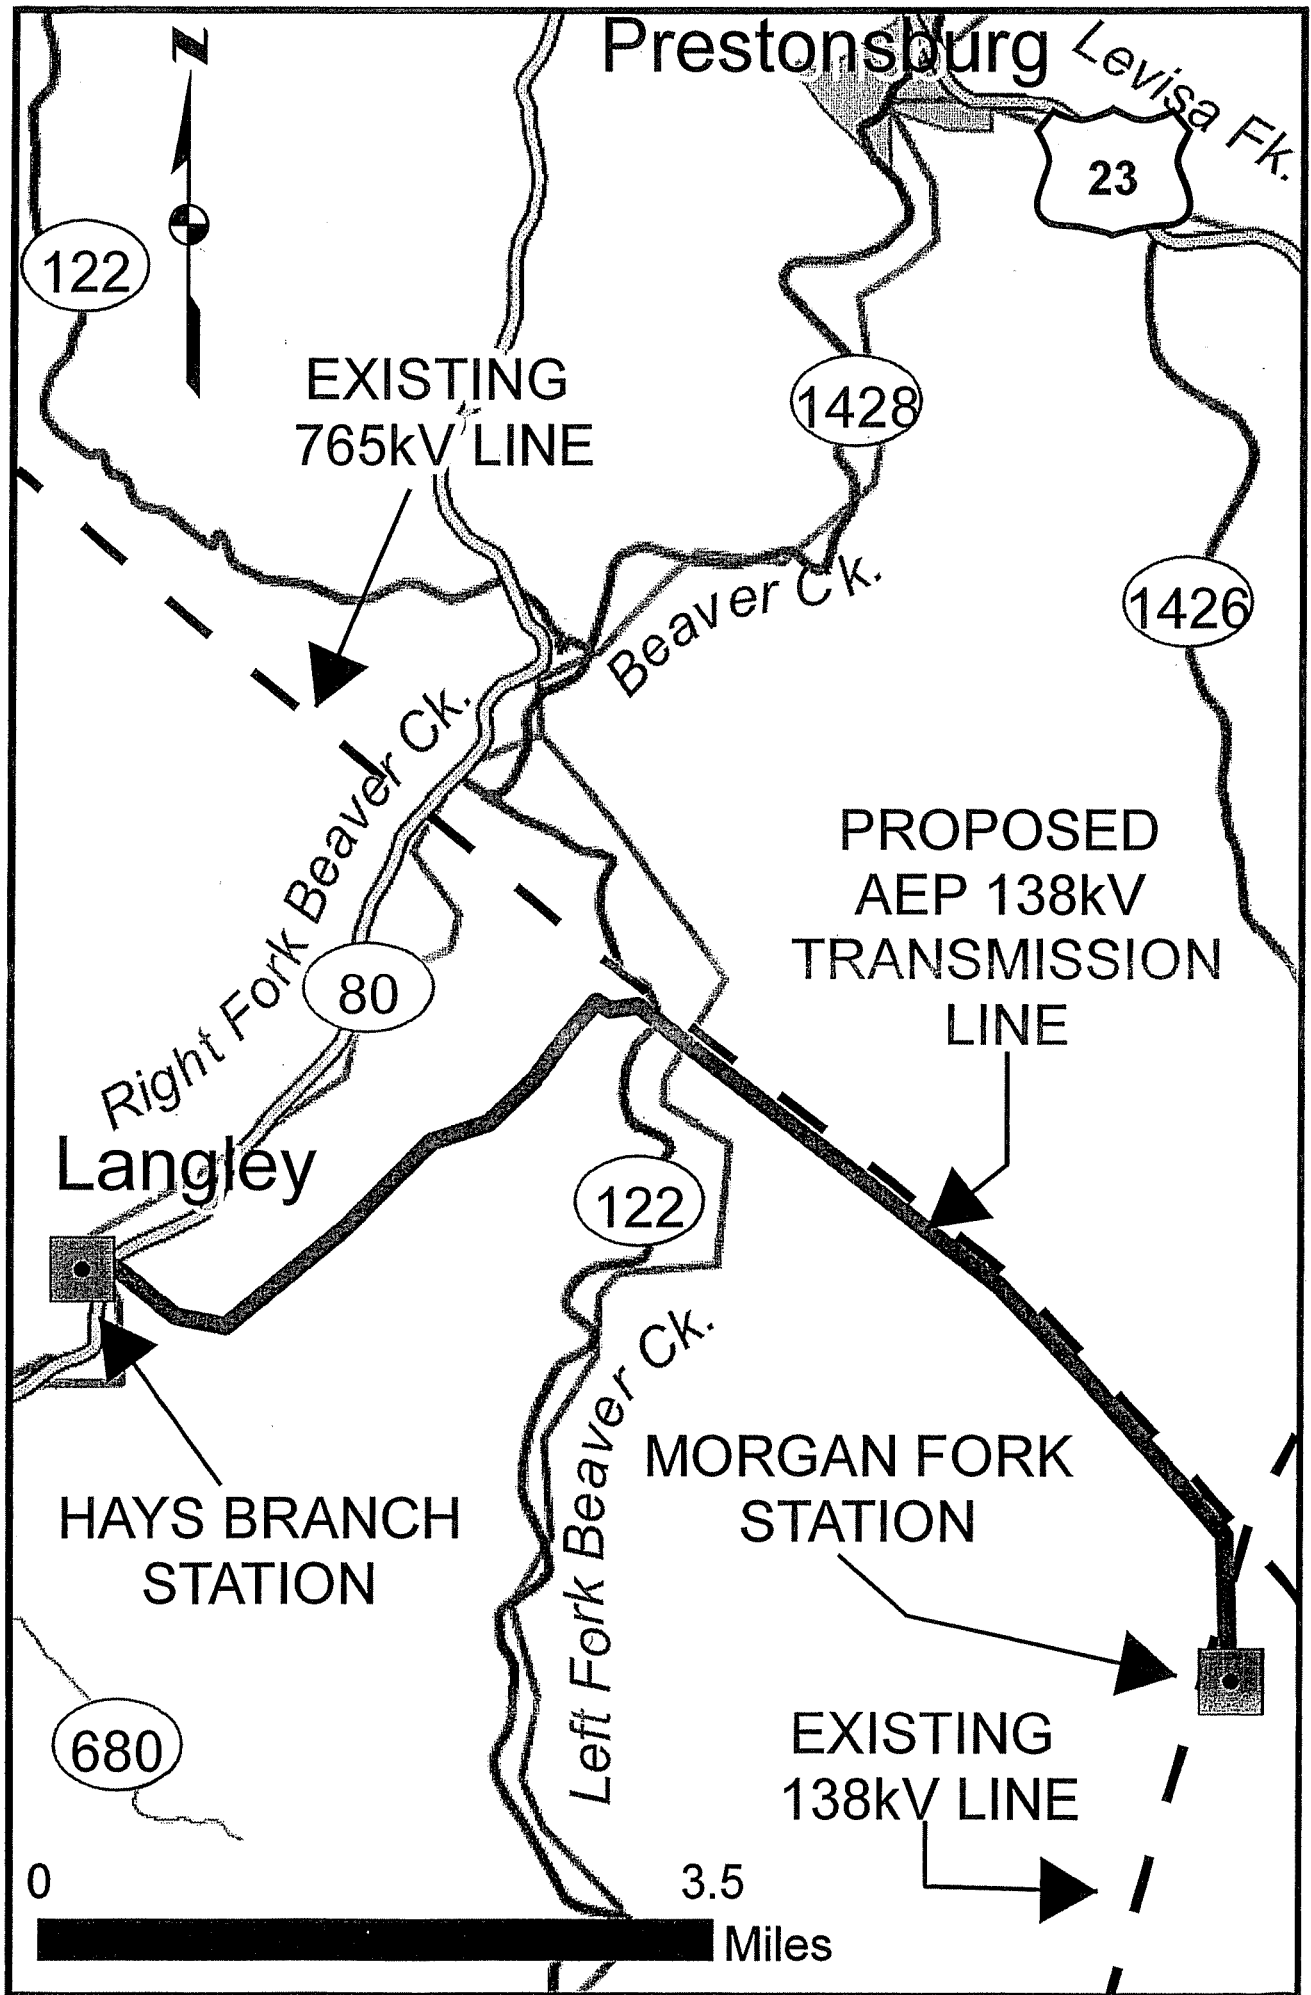 N
Prestonsburg
Levisa Fk.
23
122
EXISTING
765kV LINE
1428
Beaver Ck.
1426
Right Fork Beaver Ck.
PROPOSED
AEP 138kV
TRANSMISSION
LINE
80
Langley
122
Left Fork Beaver Ck.
MORGAN FORK
STATION
HAYS BRANCH
STATION
680
EXISTING
138kV LINE
0
3.5
Miles